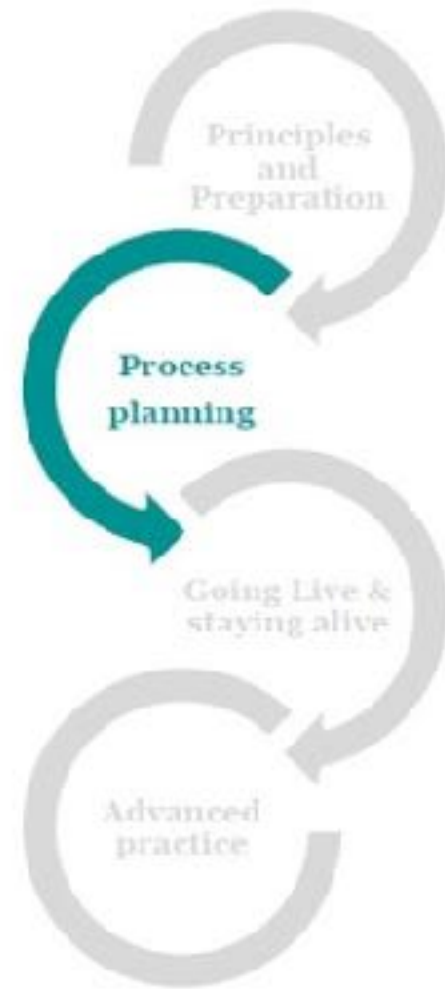 Principles
and
Preparation
Process
planning
Going Live &
staying alive
Advanced
practice